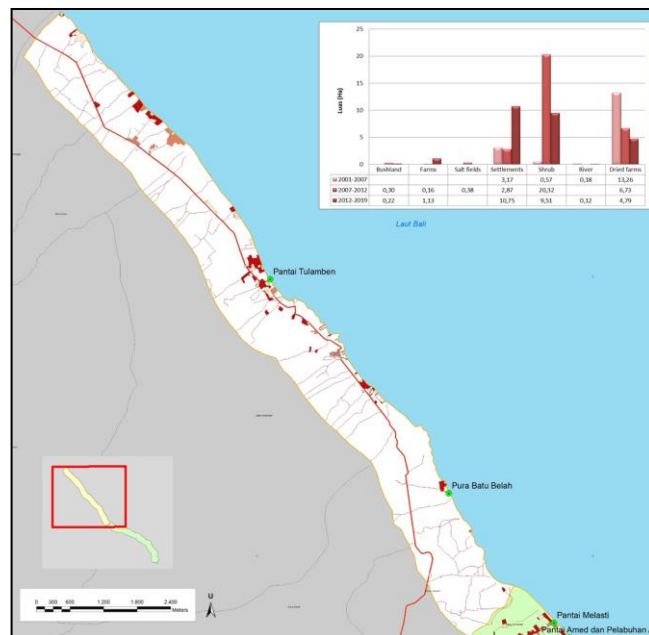 25
20
15
10
5
0
Luas (Ha)
Bushland Farms Salt fields Settlements Shrub River Dried farms
2001-2007 3,17 0,57 0,18 13,26
2007-2012 0,30 0,16 0,38 2,87 20,32 6,73
2012-2019 0,22 1,13 10,75 9,51 0,12 4,79
Laut Bali
Pantai Tulamben
Pura Batu Belah
Pantai Melasti
Pantai Amed dan Pelabuhan
U
0 300 600 1.200 1.800 2.400
Meters